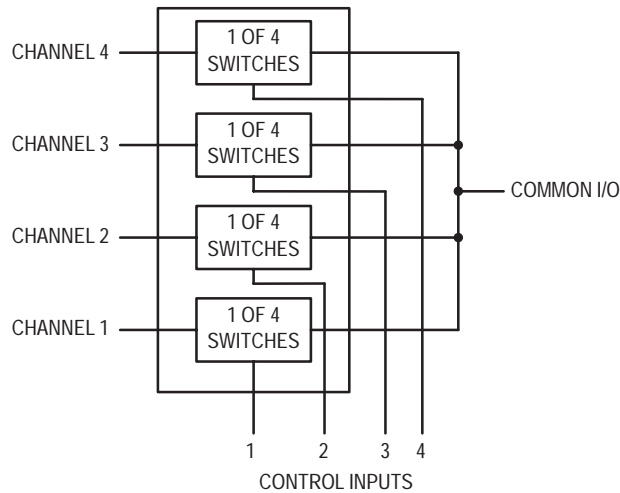 CHANNEL 4
1 OF 4
SWITCHES
CHANNEL 3
1 OF 4
SWITCHES
COMMON I/O
CHANNEL 2
1 OF 4
SWITCHES
CHANNEL 1
1 OF 4
SWITCHES
1 2 3 4
CONTROL INPUTS